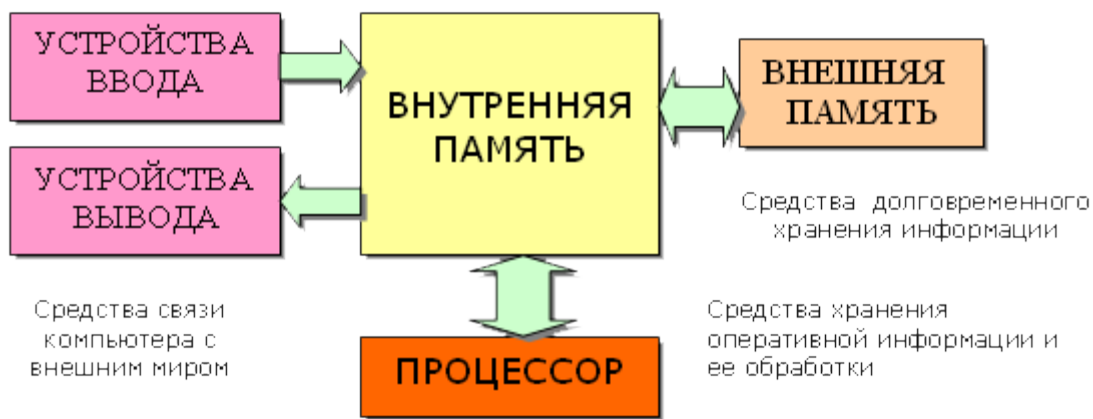 УСТРОЙСТВА
ВВОДА
ВНУТРЕННЯЯ
ПАМЯТЬ
ВНЕШНЯЯ
ПАМЯТЬ
УСТРОЙСТВА
ВЫВОДА
Средства долговременного
хранения информации
Средства связи
компьютера с
внешним миром
Средства хранения
оперативной информации и
ее обработки
ПРОЦЕССОР